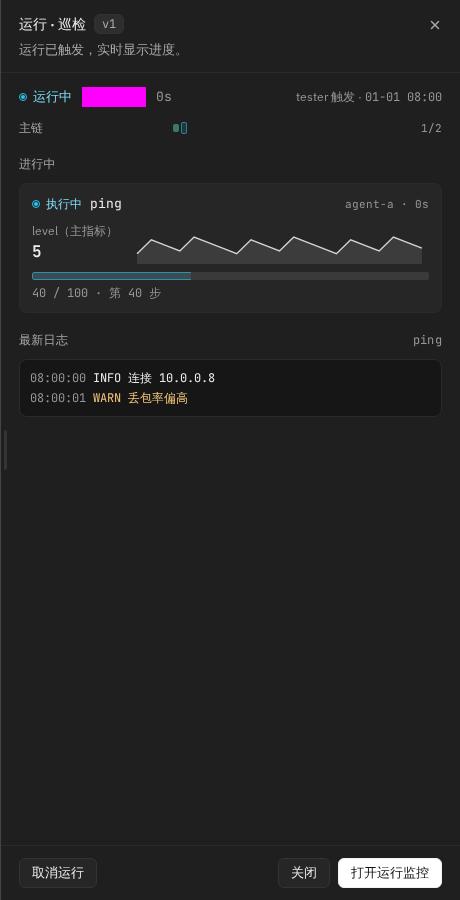 运行 · 巡检 v1
运行已触发，实时显示进度。
运行中 0s tester 触发 · 01-01 08:00
主链 1/2
进行中
执行中 ping agent-a · 0s
level（主指标）
5
40 / 100 · 第 40 步
最新日志 ping
08:00:00 INFO 连接 10.0.0.8
08:00:01 WARN 丢包率偏高
取消运行 关闭 打开运行监控